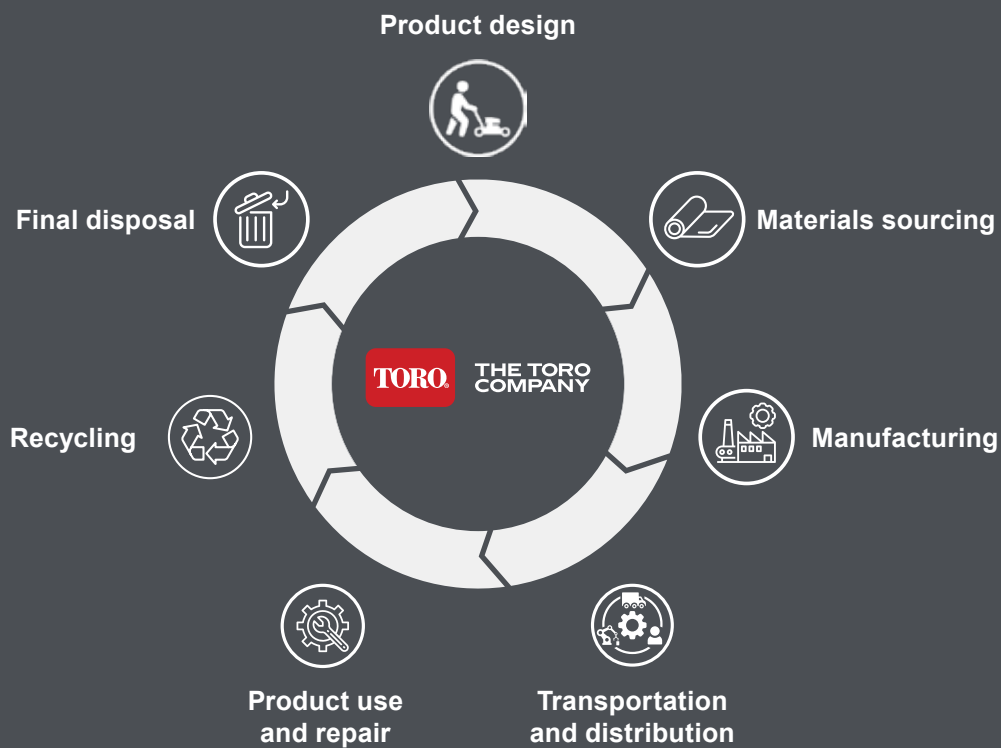 Product design
Final disposal
Materials sourcing
TORO.
THE TORO
COMPANY
Recycling
Manufacturing
Product use
and repair
Transportation
and distribution